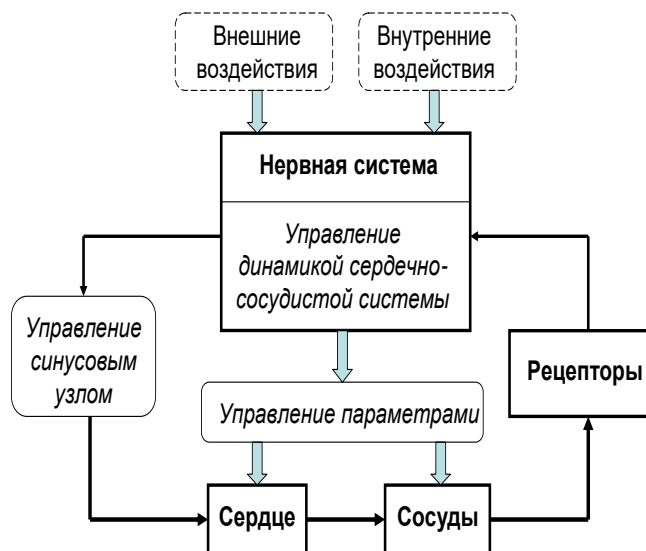 Внешние
воздействия
Внутренние
воздействия
Нервная система
Управление
динамикой сердечно-
сосудистой системы
Управление
синусовым
узлом
Рецепторы
Управление параметрами
Сердце
Сосуды